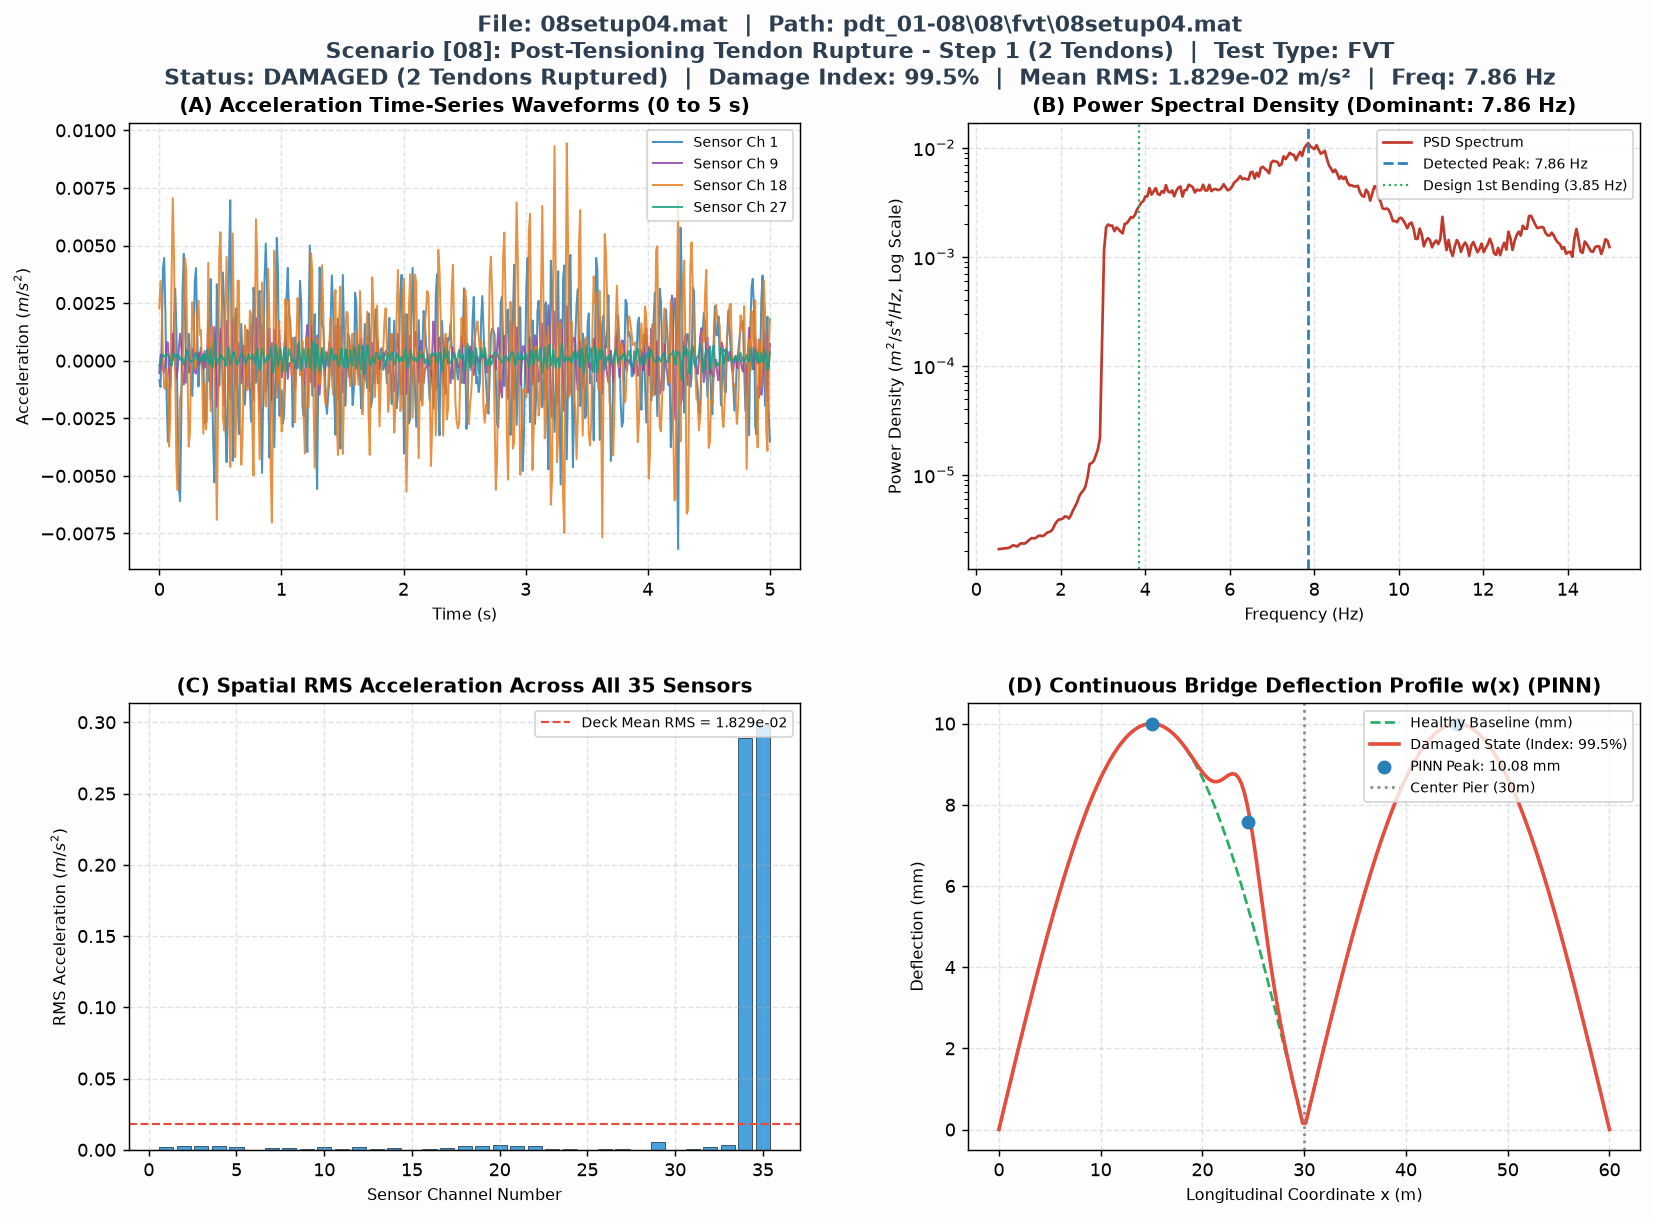 File: 08setup04.mat | Path: pdt_01-08\08\fvt\08setup04.mat
Scenario [08]: Post-Tensioning Tendon Rupture - Step 1 (2 Tendons) | Test Type: FVT
Status: DAMAGED (2 Tendons Ruptured) | Damage Index: 99.5% | Mean RMS: 1.829e-02 m/s² | Freq: 7.86 Hz
(A) Acceleration Time-Series Waveforms (0 to 5 s)
Sensor Ch 1
Sensor Ch 9
Sensor Ch 18
Sensor Ch 27
0.0100
0.0075
0.0050
0.0025
0.0000
−0.0025
−0.0050
−0.0075
Acceleration (m/s²)
0 1 2 3 4 5
Time (s)
(B) Power Spectral Density (Dominant: 7.86 Hz)
PSD Spectrum
Detected Peak: 7.86 Hz
Design 1st Bending (3.85 Hz)
10⁻²
10⁻³
10⁻⁴
10⁻⁵
Power Density (m²/s⁴/Hz, Log Scale)
0 2 4 6 8 10 12 14
Frequency (Hz)
(C) Spatial RMS Acceleration Across All 35 Sensors
Deck Mean RMS = 1.829e-02
0.30
0.25
0.20
0.15
0.10
0.05
0.00
RMS Acceleration (m/s²)
0 5 10 15 20 25 30 35
Sensor Channel Number
(D) Continuous Bridge Deflection Profile w(x) (PINN)
Healthy Baseline (mm)
Damaged State (Index: 99.5%)
PINN Peak: 10.08 mm
Center Pier (30m)
10
8
6
4
2
0
Deflection (mm)
0 10 20 30 40 50 60
Longitudinal Coordinate x (m)